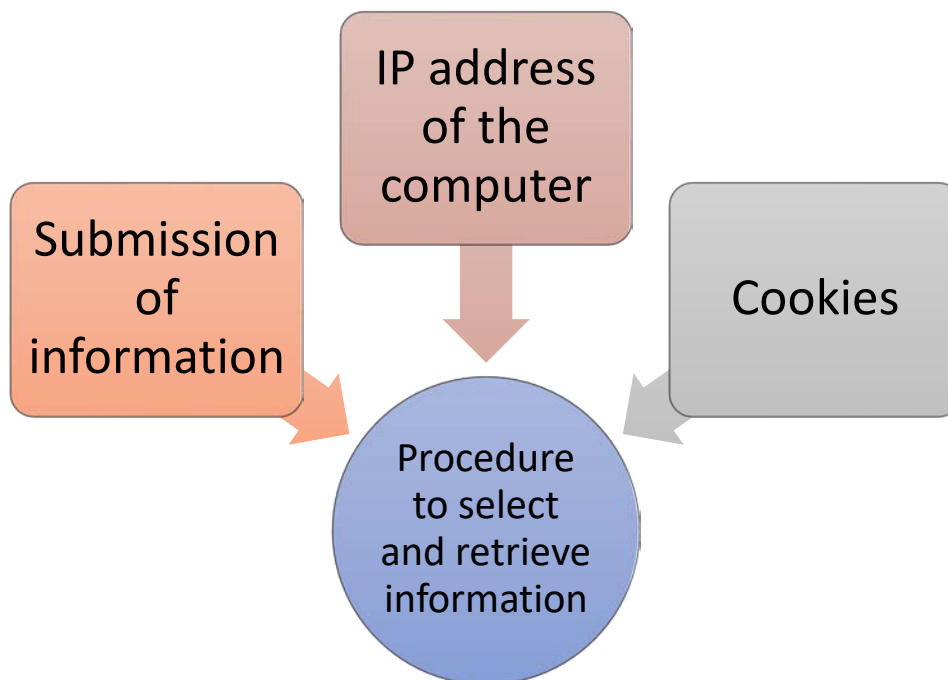 IP address
of the
computer
Submission
of
information
Cookies
Procedure
to select
and retrieve
information